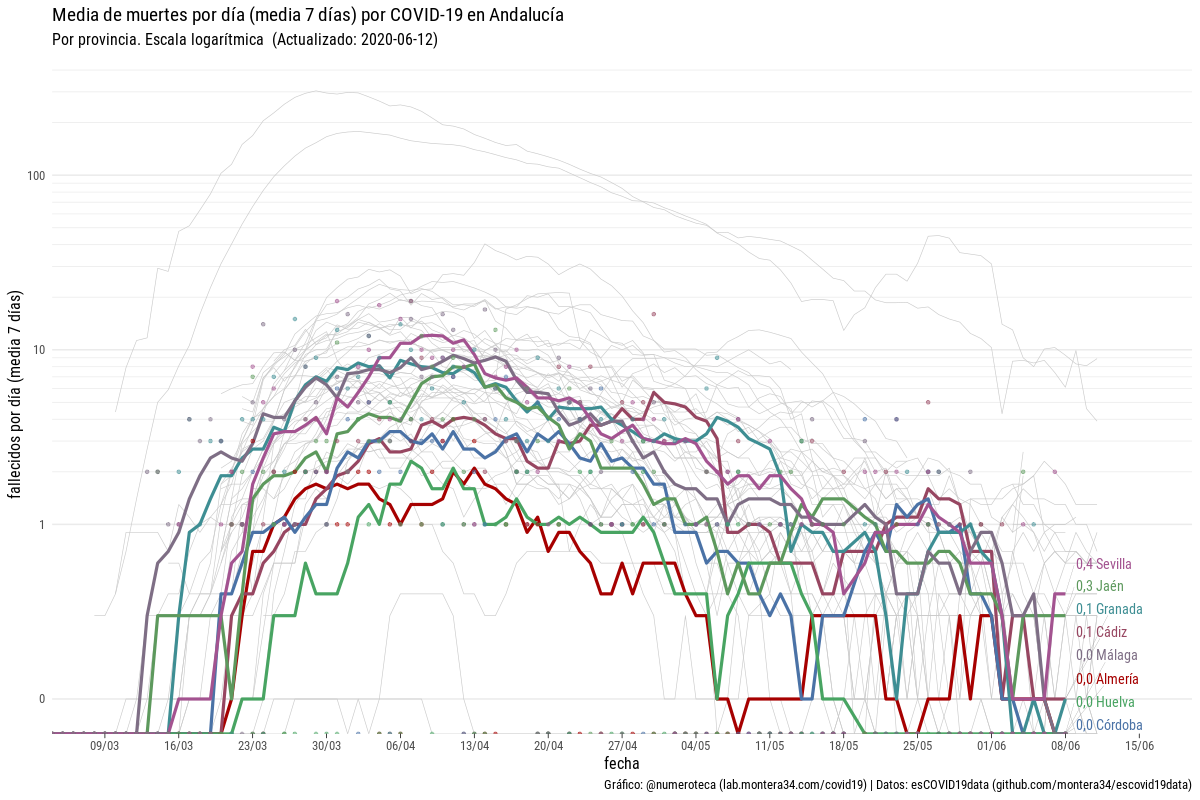 Media de muertes por día (media 7 días) por COVID-19 en Andalucía
Por provincia. Escala logarítmica (Actualizado: 2020-06-12)
fallecidos por día (media 7 días)
100
10
1
0
0,4 Sevilla
0,3 Jaén
0,1 Granada
0,1 Cádiz
0,0 Málaga
0,0 Almería
0,0 Huelva
0,0 Córdoba
09/03 16/03 23/03 30/03 06/04 13/04 20/04 27/04 04/05 11/05 18/05 25/05 01/06 08/06 15/06
fecha
Gráfico: @numeroteca (lab.montera34.com/covid19) | Datos: esCOVID19data (github.com/montera34/escovid19data)